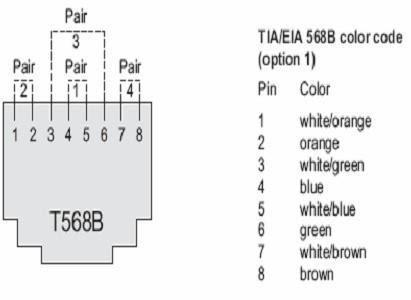 Pair
3
Pair Pair Pair
2 1 4
1 2 3 4 5 6 7 8
T568B
TIA/EIA 568B color code
(option 1)
Pin Color
1 white/orange
2 orange
3 white/green
4 blue
5 white/blue
6 green
7 white/brown
8 brown